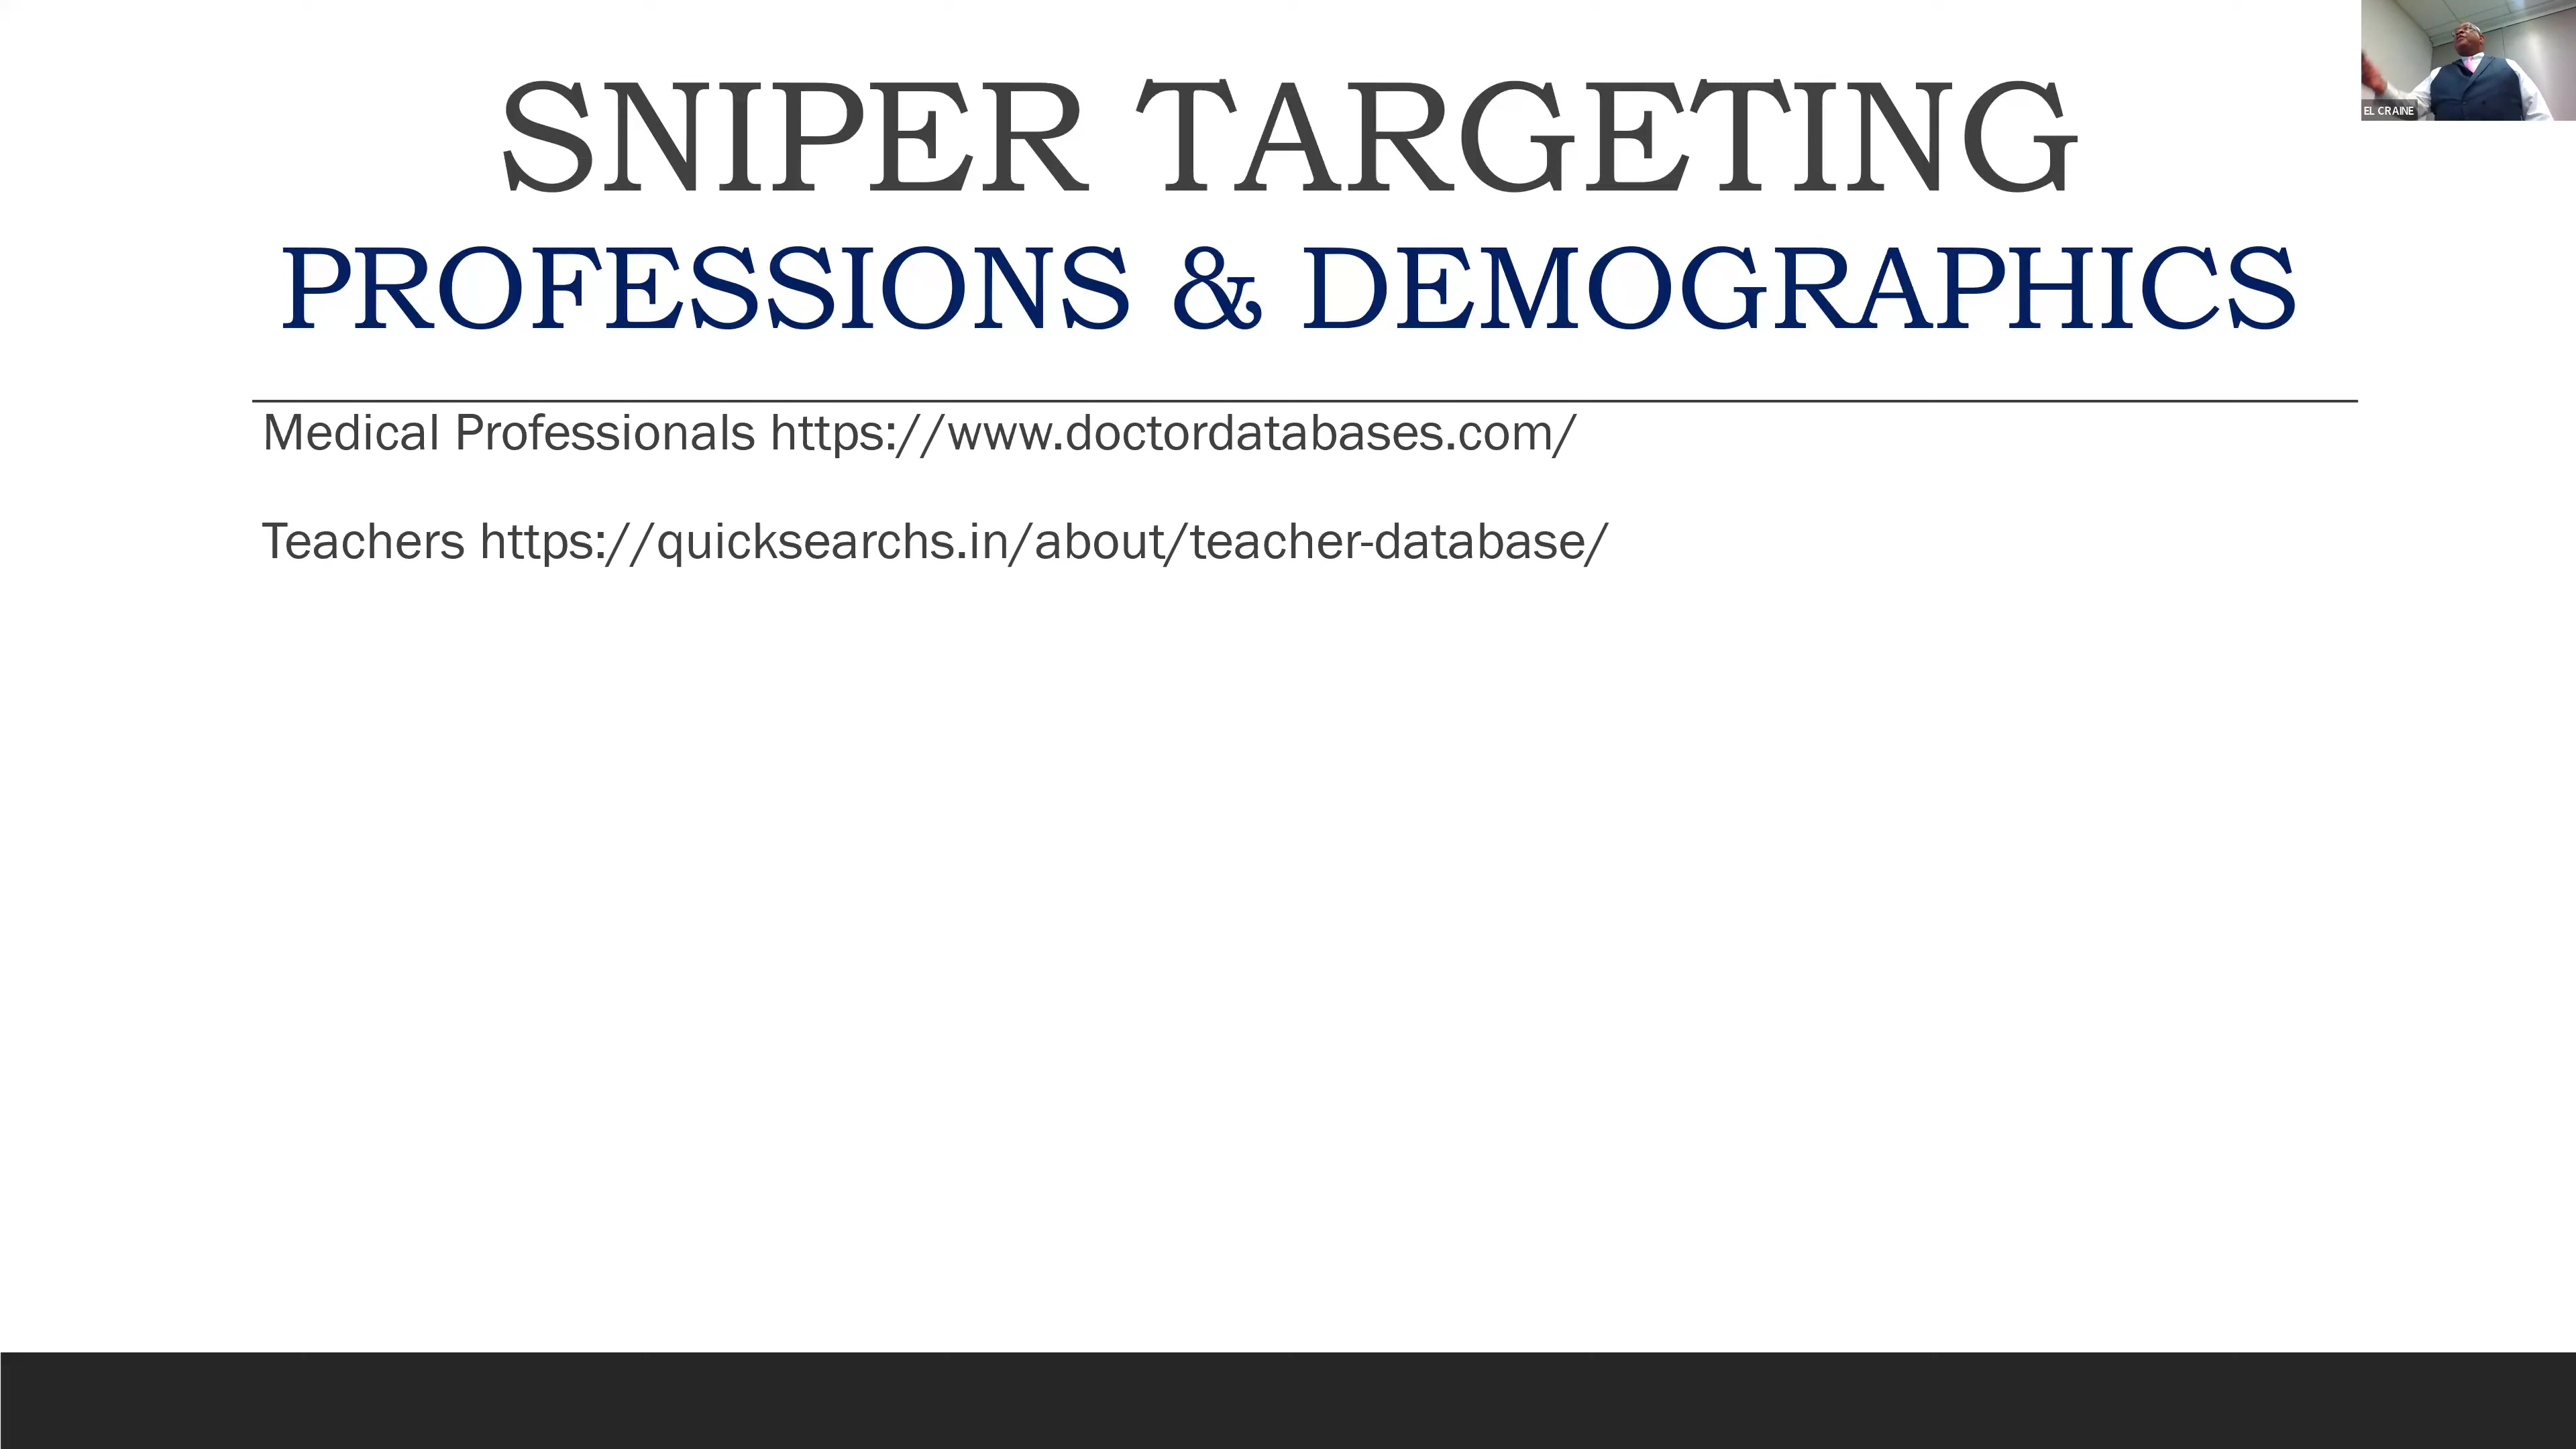 SNIPER TARGETING
PROFESSIONS & DEMOGRAPHICS
Medical Professionals https://www.doctordatabases.com/
Teachers https://quicksearchs.in/about/teacher-database/
EL CRAINE